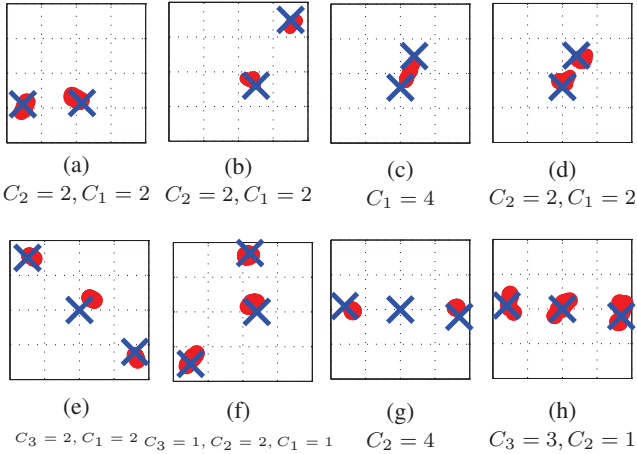 (a) (b) (c) (d)
C₂ = 2, C₁ = 2 C₂ = 2, C₁ = 2 C₁ = 4 C₂ = 2, C₁ = 2
(e) (f) (g) (h)
C₃ = 2, C₁ = 2 C₃ = 1, C₂ = 2, C₁ = 1 C₂ = 4 C₃ = 3, C₂ = 1